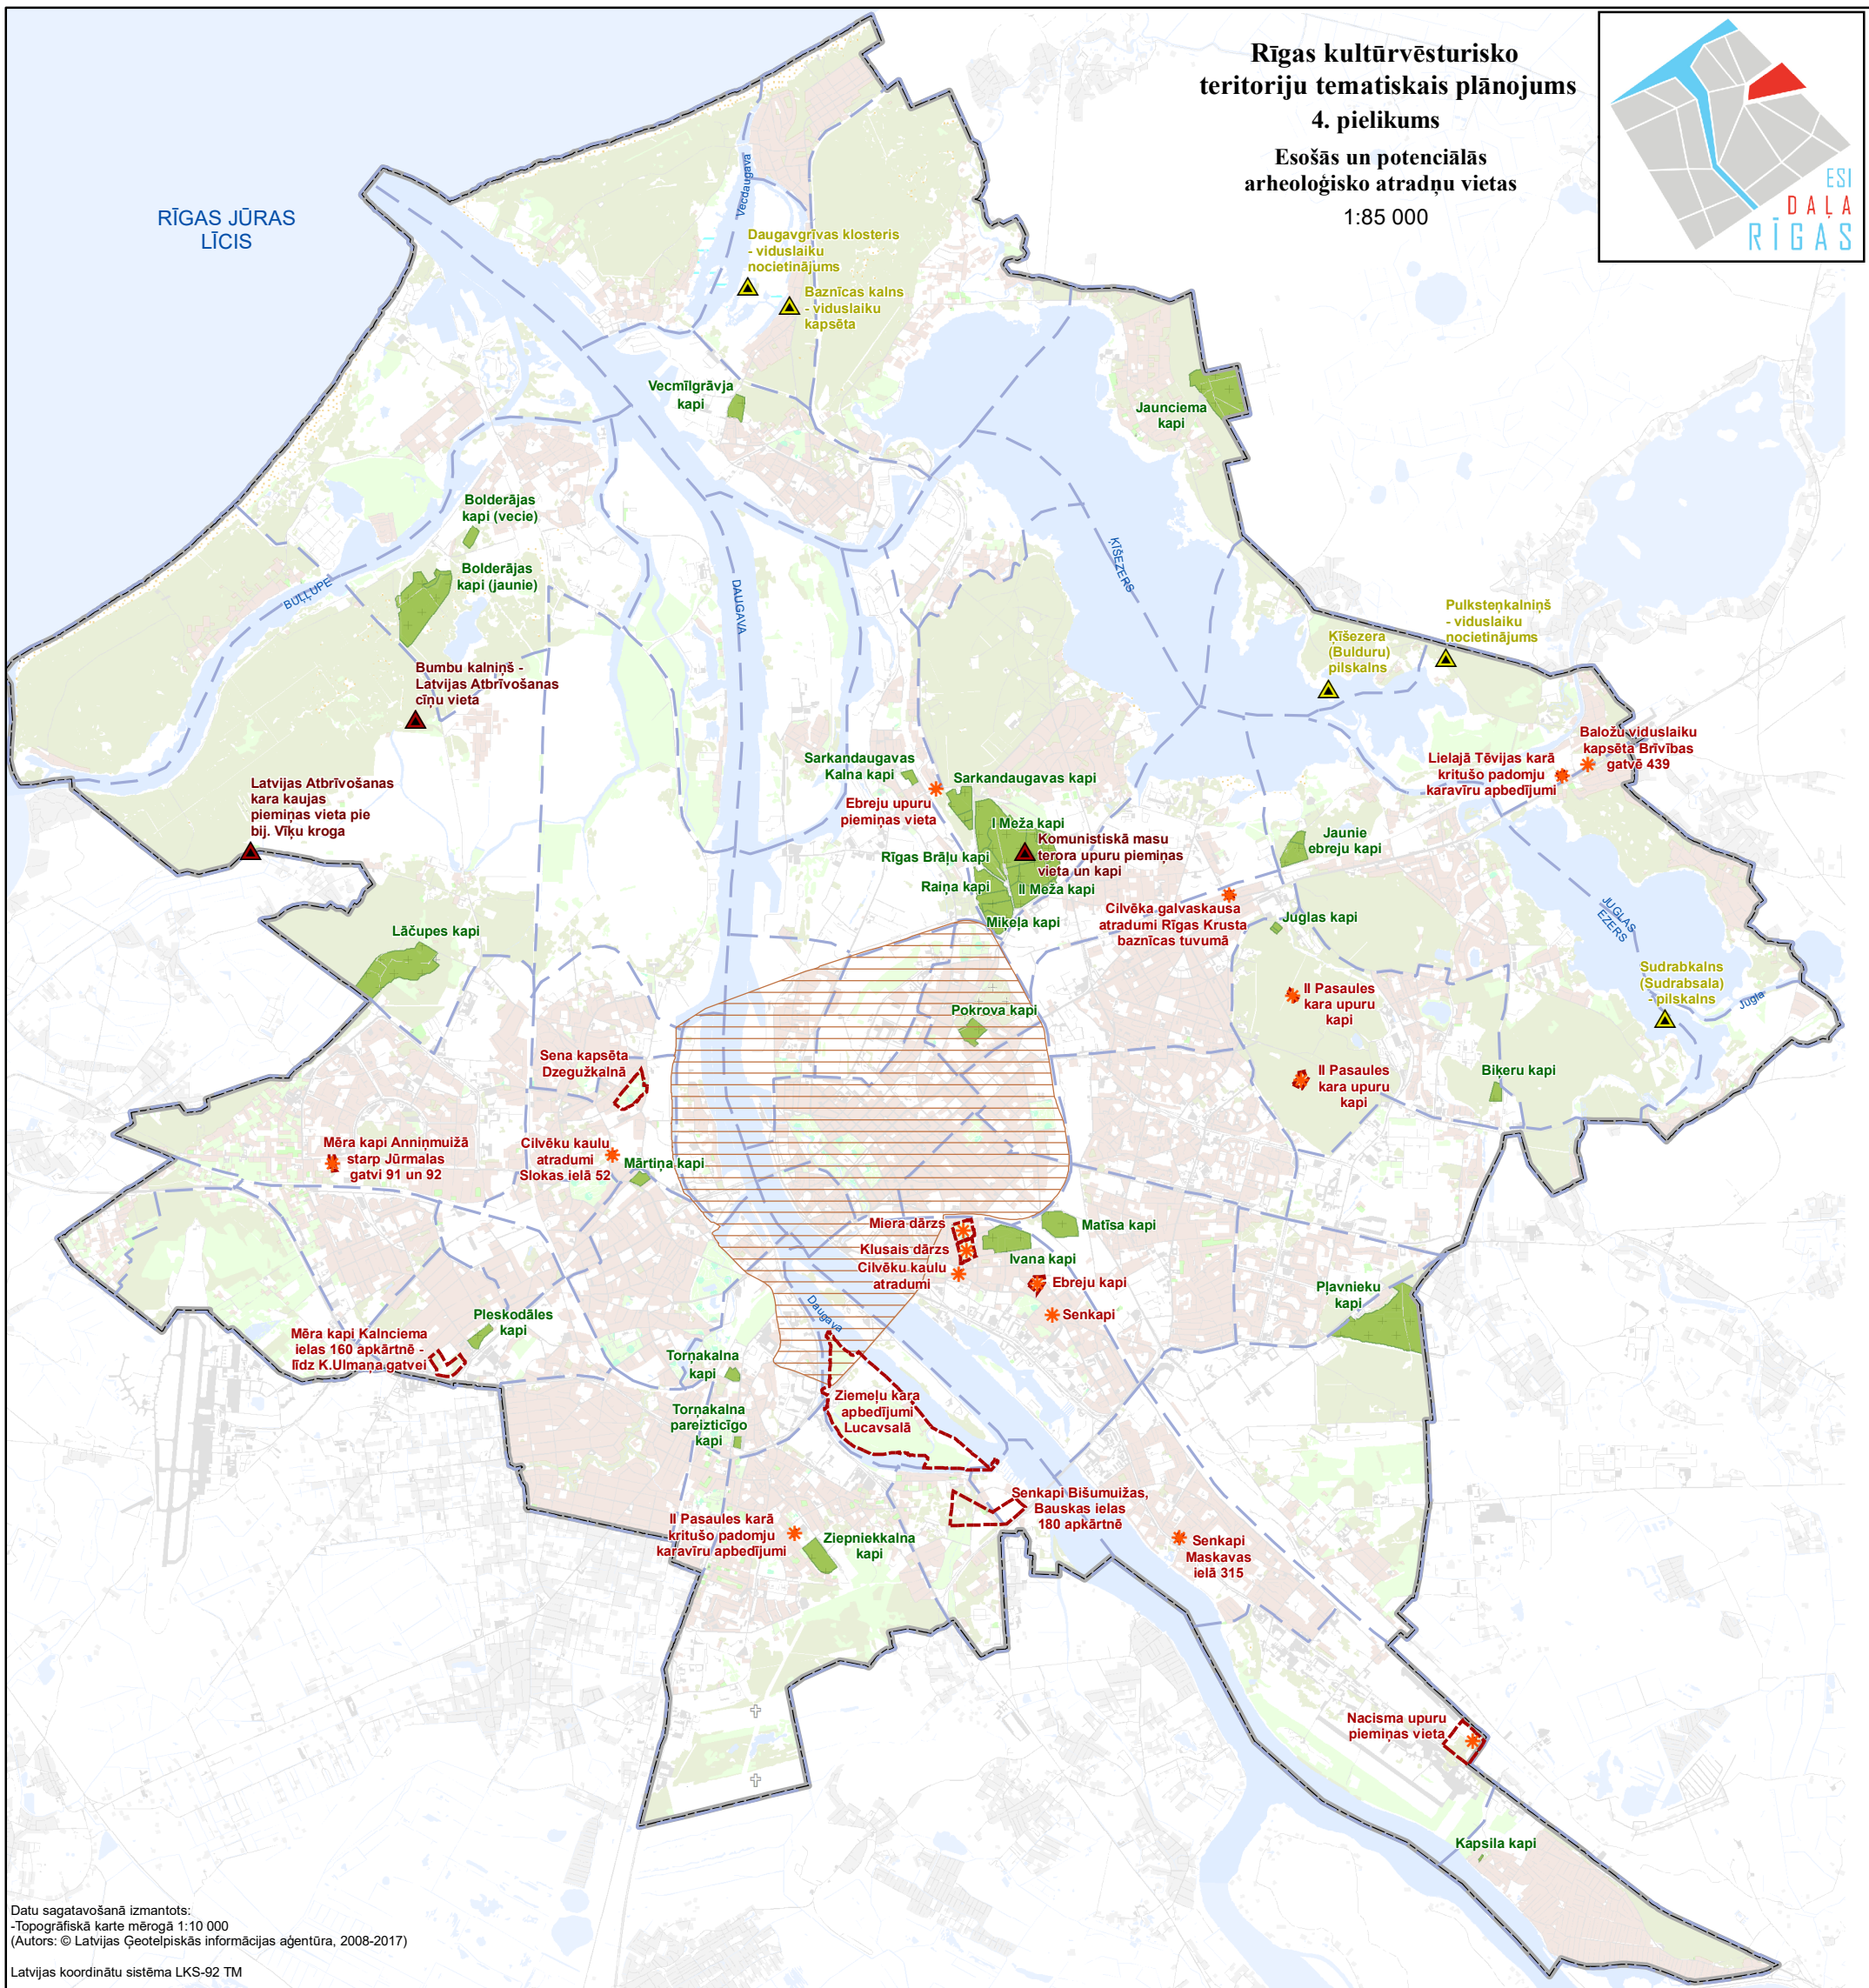 Rīgas kultūrvēsturisko
teritoriju tematiskais plānojums
4. pielikums
Esošās un potenciālās
arheoloģisko atradņu vietas
1:85 000
ESI
DAĻA
RĪGAS
RĪGAS JŪRAS
LĪCIS
Vecdaugava
Daugavgrīvas klosteris
- viduslaiku
nocietinājums
Baznīcas kalns
- viduslaiku
kapsēta
Vecmīlgrāvja
kapi
Jaunciema
kapi
Bolderājas
kapi (vecie)
Bolderājas
kapi (jaunie)
BUĻĻUPE
DAUGAVA
ĶĪŠEZERS
Pulksteņkalniņš
- viduslaiku
nocietinājums
Ķīšezera
(Bulduru)
pilskalns
Bumbu kalniņš -
Latvijas Atbrīvošanas
cīņu vieta
Baložu viduslaiku
kapsēta Brīvības
gatvē 439
Lielajā Tēvijas karā
kritušo padomju
karavīru apbedījumi
Sarkandaugavas
Kalna kapi
Sarkandaugavas kapi
Ebreju upuru
piemiņas vieta
Latvijas Atbrīvošanas
kara kaujas
piemiņas vieta pie
bij. Vīķu kroga
I Meža kapi
Komunistiskā masu
terora upuru piemiņas
vieta un kapi
Rīgas Brāļu kapi
Raiņa kapi
II Meža kapi
Miķeļa kapi
Jaunie
ebreju kapi
Cilvēka galvaskausa
atradumi Rīgas Krusta
baznīcas tuvumā
Juglas kapi
JUGLAS
EZERS
Lāčupes kapi
Sudrabkalns
(Sudrabsala)
- pilskalns
Jugla
II Pasaules
kara upuru
kapi
Pokrova kapi
Sena kapsēta
Dzegužkalnā
II Pasaules
kara upuru
kapi
Biķeru kapi
Mēra kapi Anniņmuižā
starp Jūrmalas
gatvi 91 un 92
Cilvēku kaulu
atradumi
Slokas ielā 52
Mārtiņa kapi
Miera dārzs
Matīsa kapi
Klusais dārzs
Ivana kapi
Cilvēku kaulu
atradumi
Ebreju kapi
Senkapi
Pļavnieku
kapi
Daugava
Pleskodāles
kapi
Mēra kapi Kalnciema
ielas 160 apkārtnē -
līdz K.Ulmaņa gatvei
Torņakalna
kapi
Torņakalna
pareizticīgo
kapi
Ziemeļu kara
apbedījumi
Lucavsalā
Senkapi Bišumuižas,
Bauskas ielas
180 apkārtnē
II Pasaules karā
kritušo padomju
karavīru apbedījumi
Ziepniekkalna
kapi
Senkapi
Maskavas
ielā 315
Nacisma upuru
piemiņas vieta
Kapsila kapi
Datu sagatavošanā izmantots:
-Topogrāfiskā karte mērogā 1:10 000
(Autors: © Latvijas Ģeotelpiskās informācijas aģentūra, 2008-2017)
Latvijas koordinātu sistēma LKS-92 TM